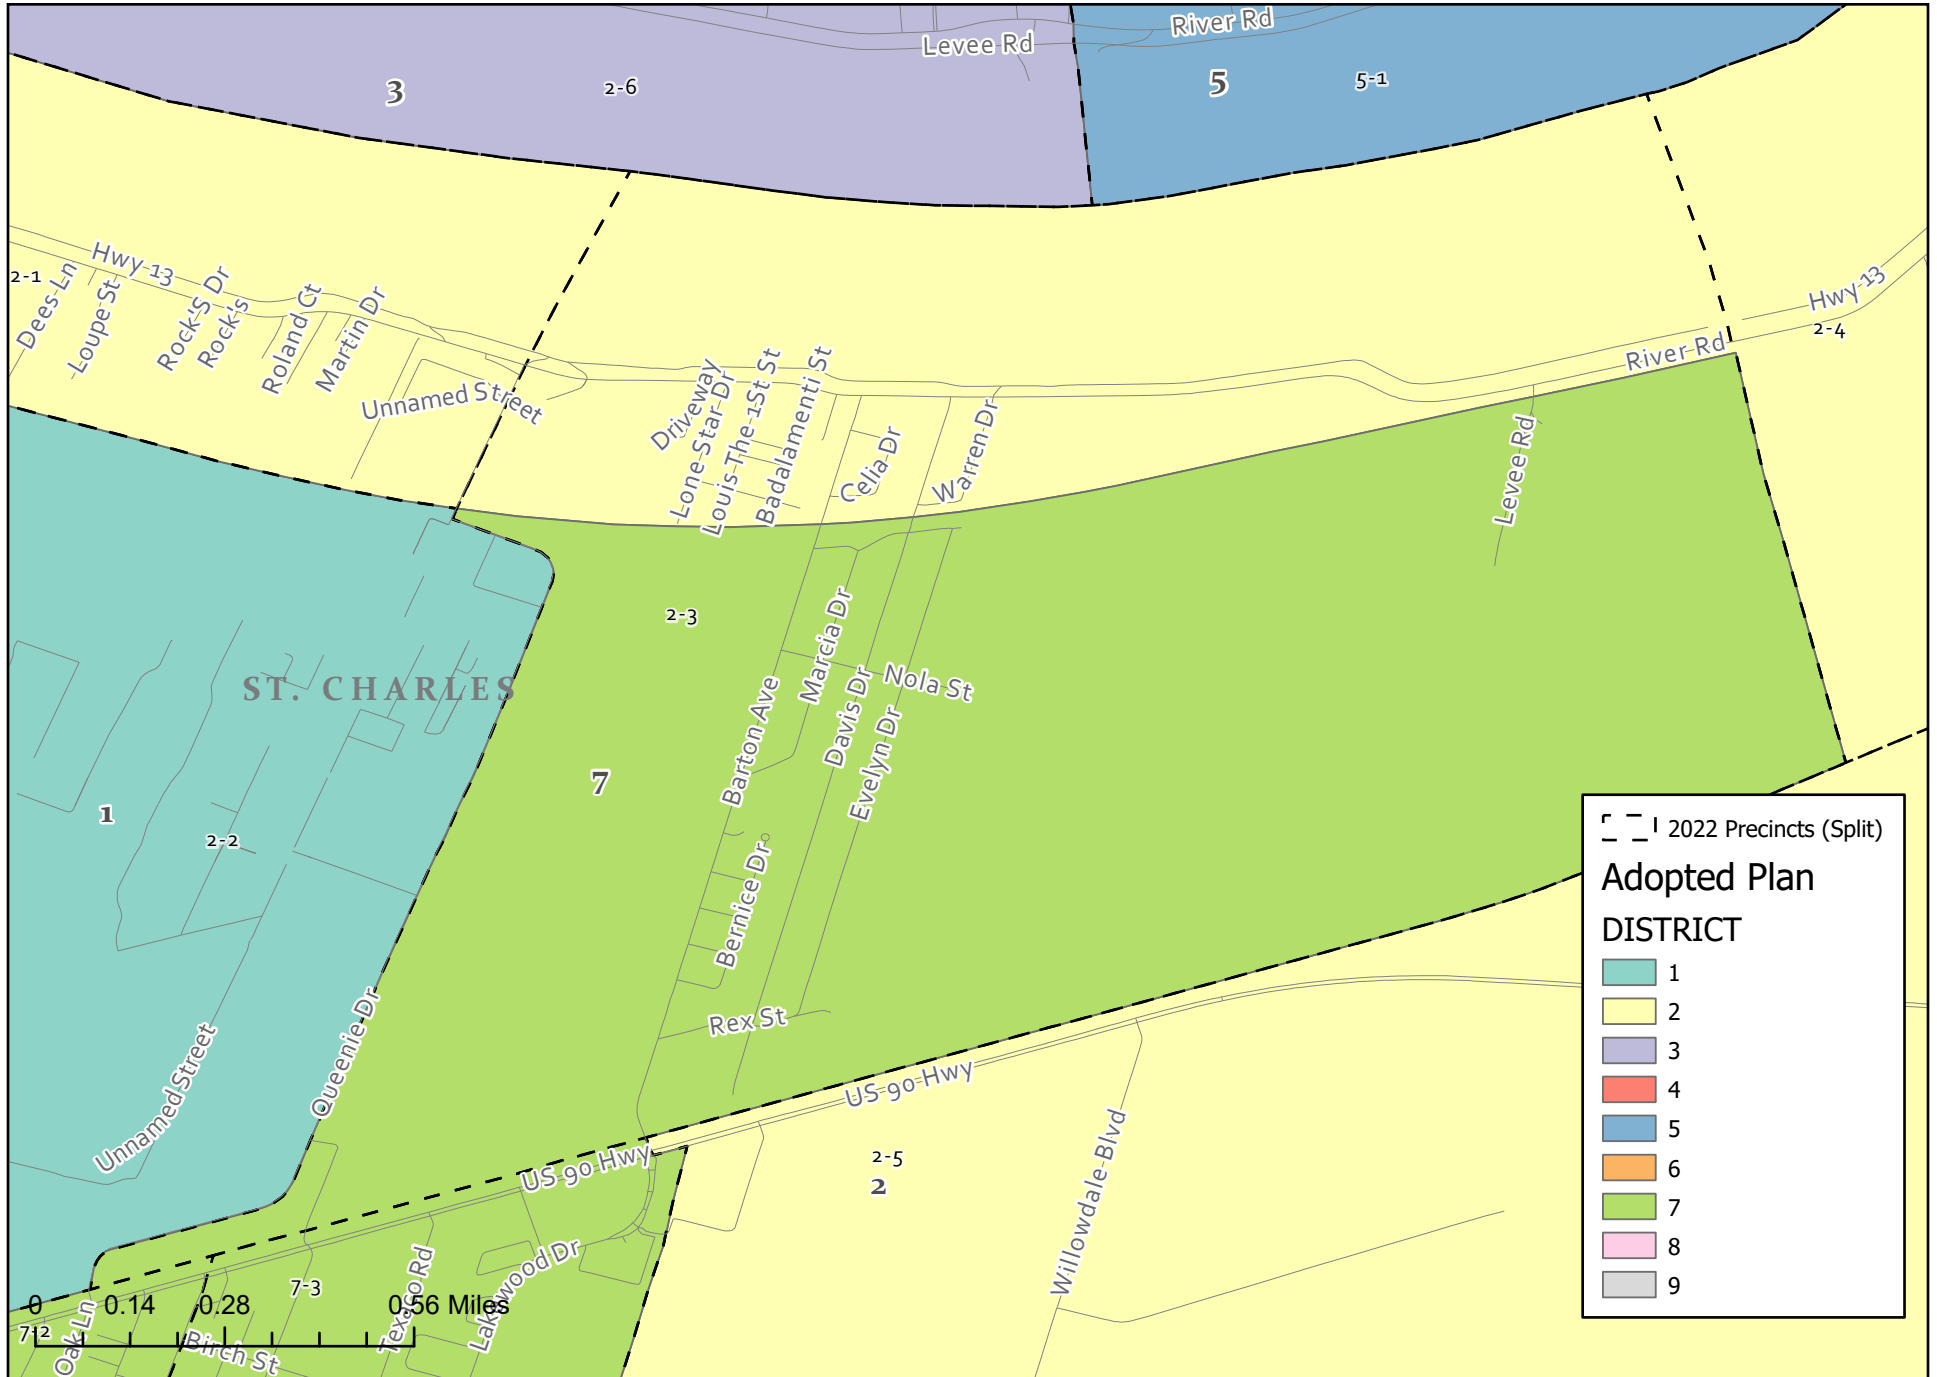 River Rd
Levee Rd
3
2-6
5
5-1
Hwy 13
2-1
Dees Ln
Loupe St
Rock'S Dr
Rock's
Roland Ct
Martin Dr
Unnamed Street
Driveway
Lone Star Dr
Louis The 1St St
Badalamenti St
Celia Dr
Warren Dr
Hwy 13
2-4
River Rd
Levee Rd
2-3
ST. CHARLES
Marcia Dr
Nola St
Barton Ave
Davis Dr
Evelyn Dr
7
1
2-2
Bernice Dr
Rex St
Queenie Dr
Unnamed Street
US 90 Hwy
US 90 Hwy
2-5
2
Willowdale Blvd
Lakewood Dr
Texaco Rd
7-3
7-2
Oak Ln
Birch St
0 0.14 0.28 0.56 Miles
2022 Precincts (Split)
Adopted Plan
DISTRICT
1
2
3
4
5
6
7
8
9